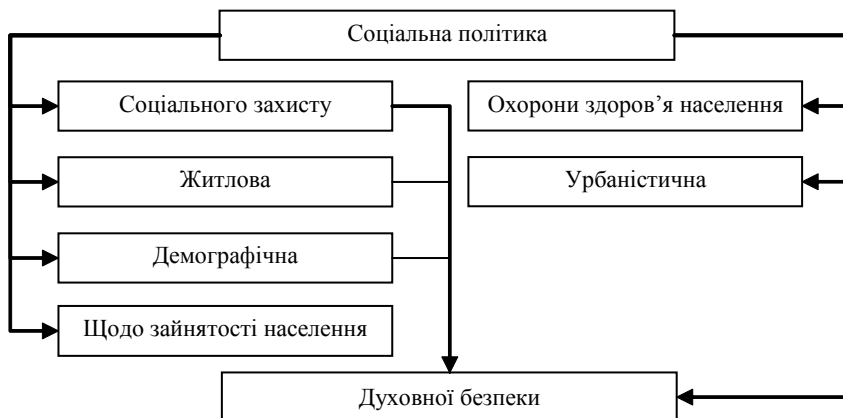 Соціальна політика
Соціального захисту
Охорони здоров’я населення
Житлова
Урбаністична
Демографічна
Щодо зайнятості населення
Духовної безпеки